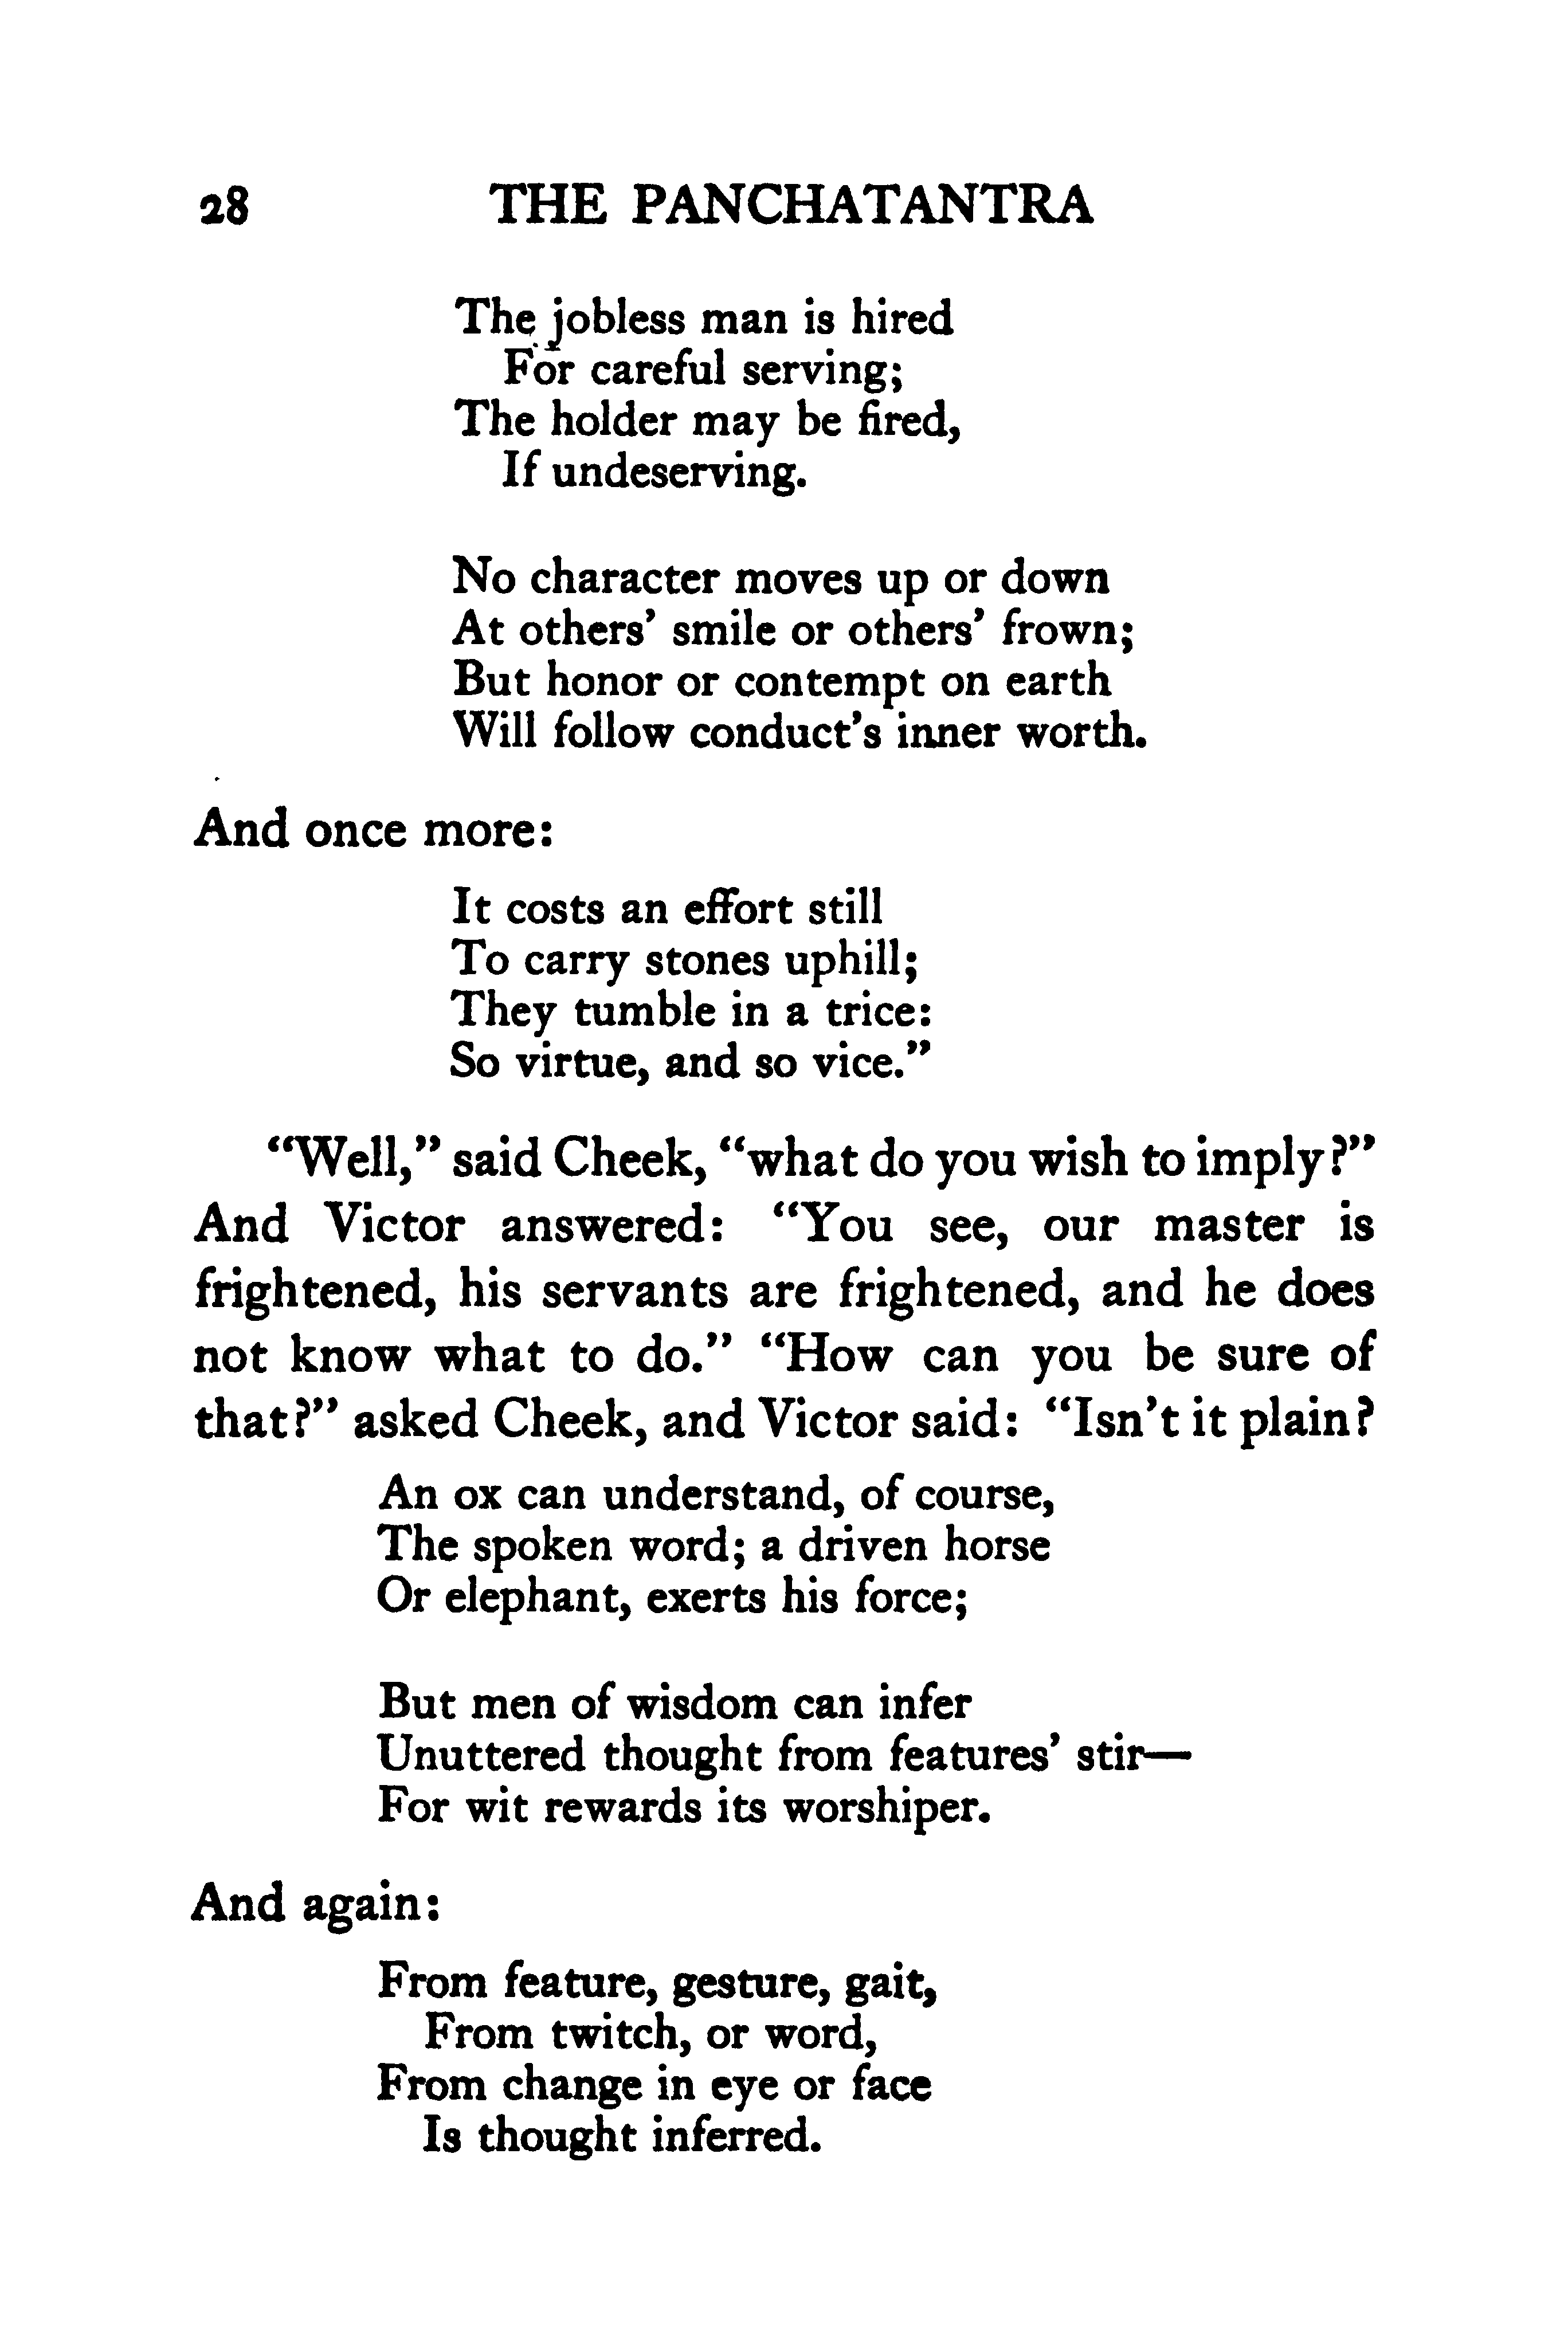 28 THE PANCHATANTRA
The jobless man is hired
For careful serving;
The holder may be fired,
If undeserving.
No character moves up or down
At others' smile or others' frown;
But honor or contempt on earth
Will follow conduct's inner worth.
And once more:
It costs an effort still
To carry stones uphill;
They tumble in a trice:
So virtue, and so vice.”
“Well,” said Cheek, “what do you wish to imply?”
And Victor answered: “You see, our master is
frightened, his servants are frightened, and he does
not know what to do.” “How can you be sure of
that?” asked Cheek, and Victor said: “Isn't it plain?
An ox can understand, of course,
The spoken word; a driven horse
Or elephant, exerts his force;
But men of wisdom can infer
Unuttered thought from features' stir—
For wit rewards its worshiper.
And again:
From feature, gesture, gait,
From twitch, or word,
From change in eye or face
Is thought inferred.